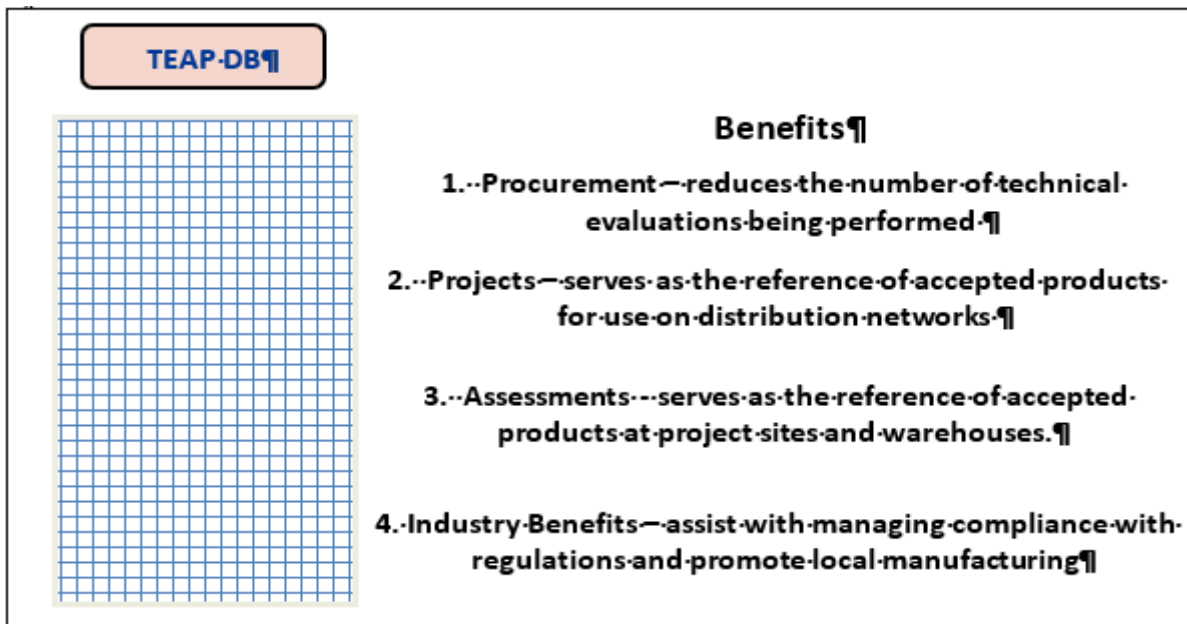 TEAP·DB¶
Benefits¶
1.··Procurement·–·reduces·the·number·of·technical·
evaluations·being·performed·¶
2.··Projects·–·serves·as·the·reference·of·accepted·products·
for·use·on·distribution·networks·¶
3.··Assessments··-·serves·as·the·reference·of·accepted·
products·at·project·sites·and·warehouses.¶
4.·Industry·Benefits·–·assist·with·managing·compliance·with·
regulations·and·promote·local·manufacturing¶